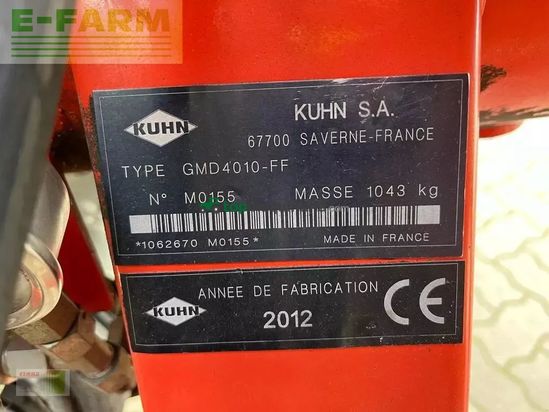 E-FARM
KUHN
KUHN S.A.
67700 SAVERNE-FRANCE
TYPE GMD4010-FF
N° M0155 MASSE 1043 kg
*1062670 M0155* MADE IN FRANCE
KUHN
ANNEE DE FABRICATION
2012
CE